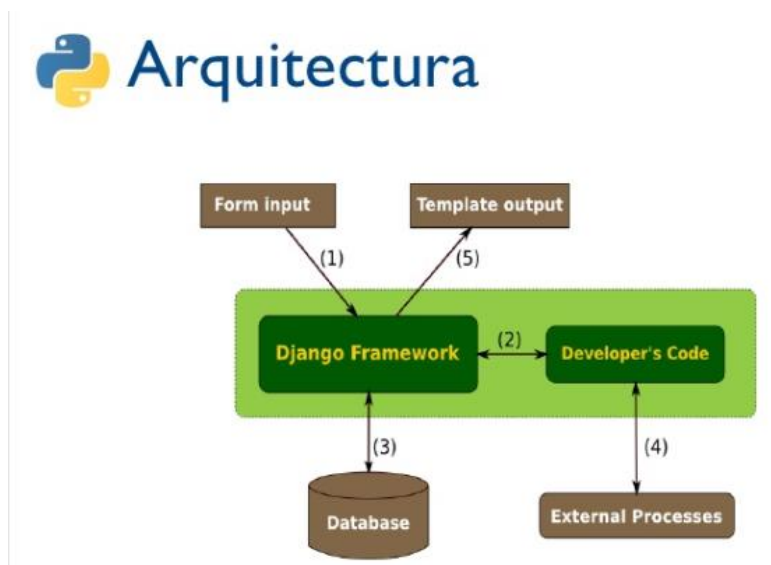 Arquitectura
Form input
Template output
(1)
(5)
Django Framework
(2)
Developer's Code
(3)
(4)
Database
External Processes